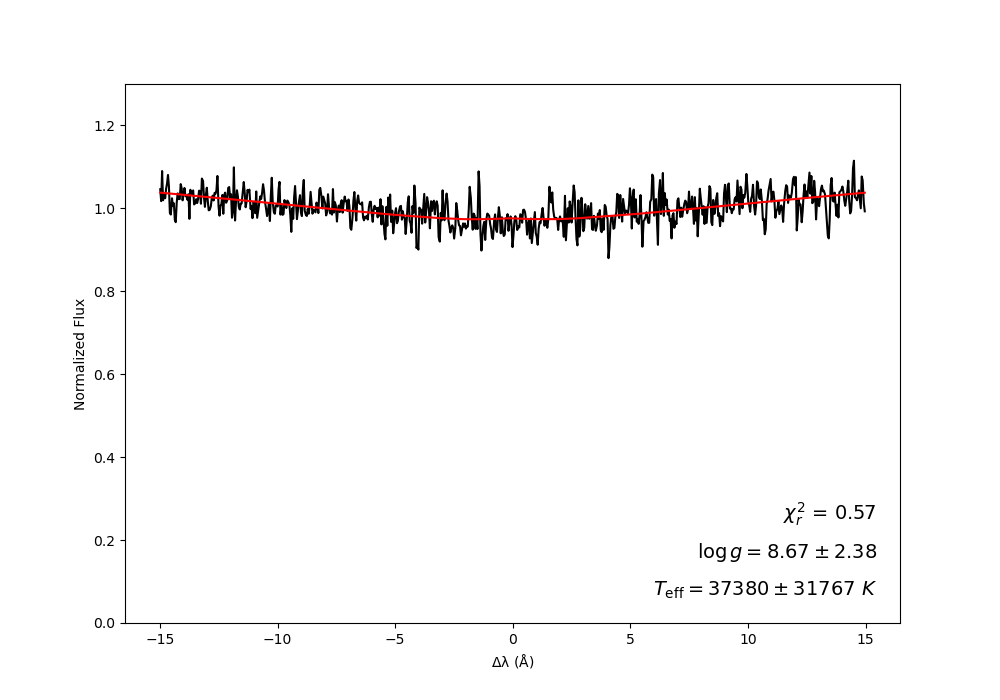 1.2
1.0
0.8
0.6
0.4
0.2
0.0
Normalized Flux
χ²ᵣ = 0.57
log g = 8.67 ± 2.38
T_eff = 37380 ± 31767 K
−15 −10 −5 0 5 10 15
Δλ (Å)